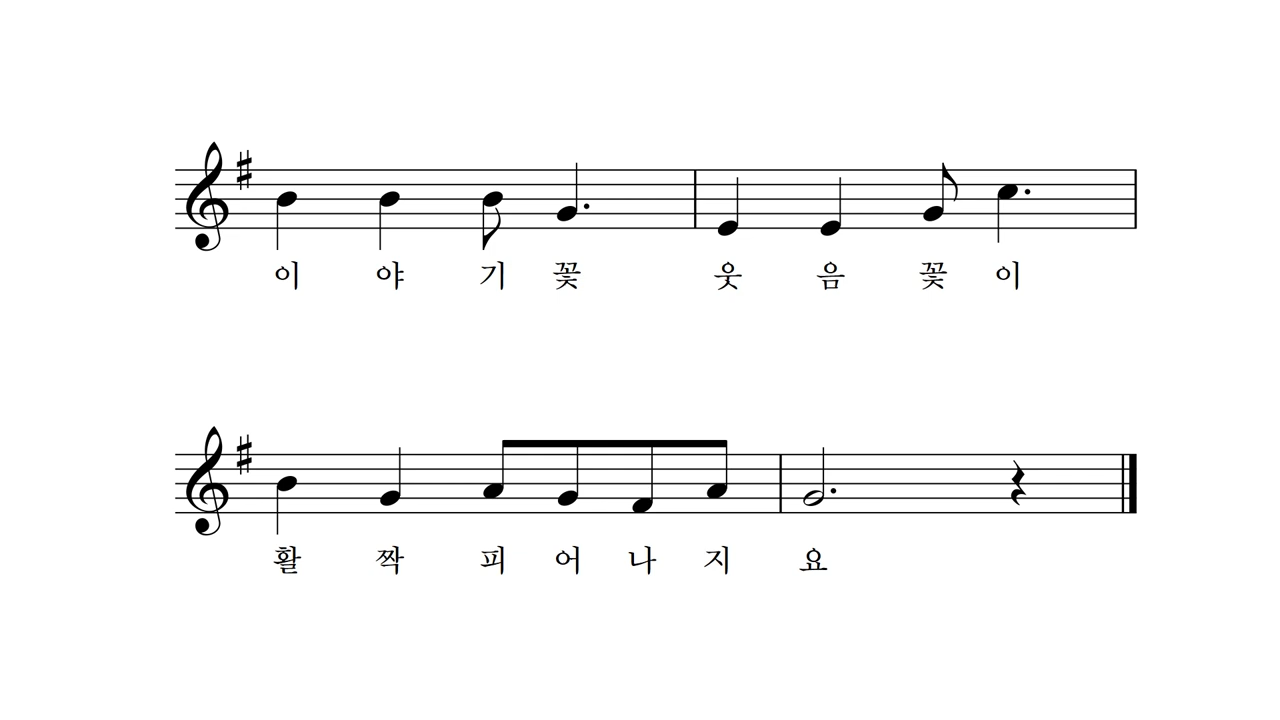 이 야 기 꽃 웃 음 꽃 이
활 짝 피 어 나 지 요